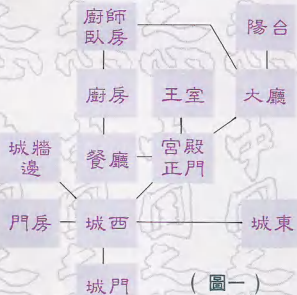 廚師
臥房
陽台
廚房
王室
大廳
城牆
邊
餐廳
宮殿
正門
門房
城西
城東
城門
(圖一)